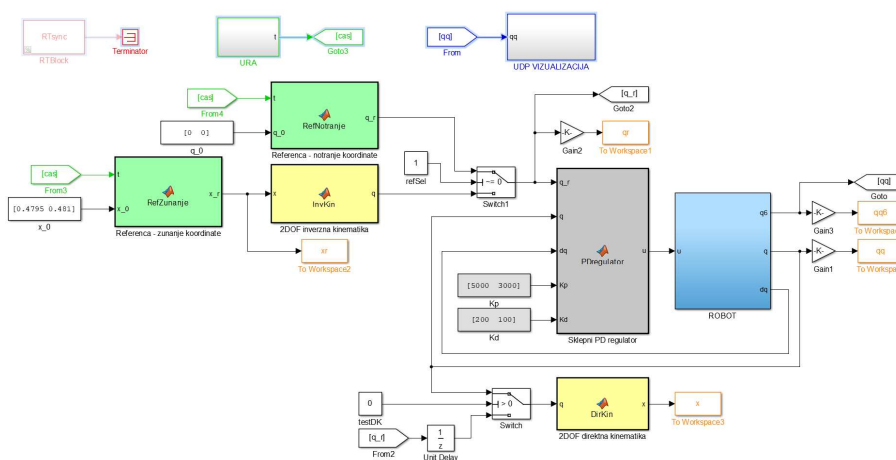 RTsync
RTBlock
Terminator
t
URA
[cas]
Goto3
[qq]
From
qq
UDP VIZUALIZACIJA
[cas]
From4
[0 0]
q_0
t
q_0
RefNotranje
q_r
Referenca - notranje koordinate
[q_r]
Goto2
-K-
Gain2
qr
To Workspace1
[cas]
From3
[0.4795 0.481]
x_0
t
x_0
RefZunanje
x_r
Referenca - zunanje koordinate
x
InvKin
q
2DOF inverzna kinematika
xr
To Workspace2
1
refSel
~= 0
Switch1
q_r
q
dq
Kp
Kd
PDregulator
u
Sklepni PD regulator
[5000 3000]
Kp
[200 100]
Kd
u
q6
q
dq
ROBOT
[qq]
Goto
-K-
Gain3
qq6
To Workspac
-K-
Gain1
qq
To Workspac
0
testDK
> 0
Switch
[q_r]
From2
1
z
Unit Delay
q
DirKin
x
2DOF direktna kinematika
x
To Workspace3